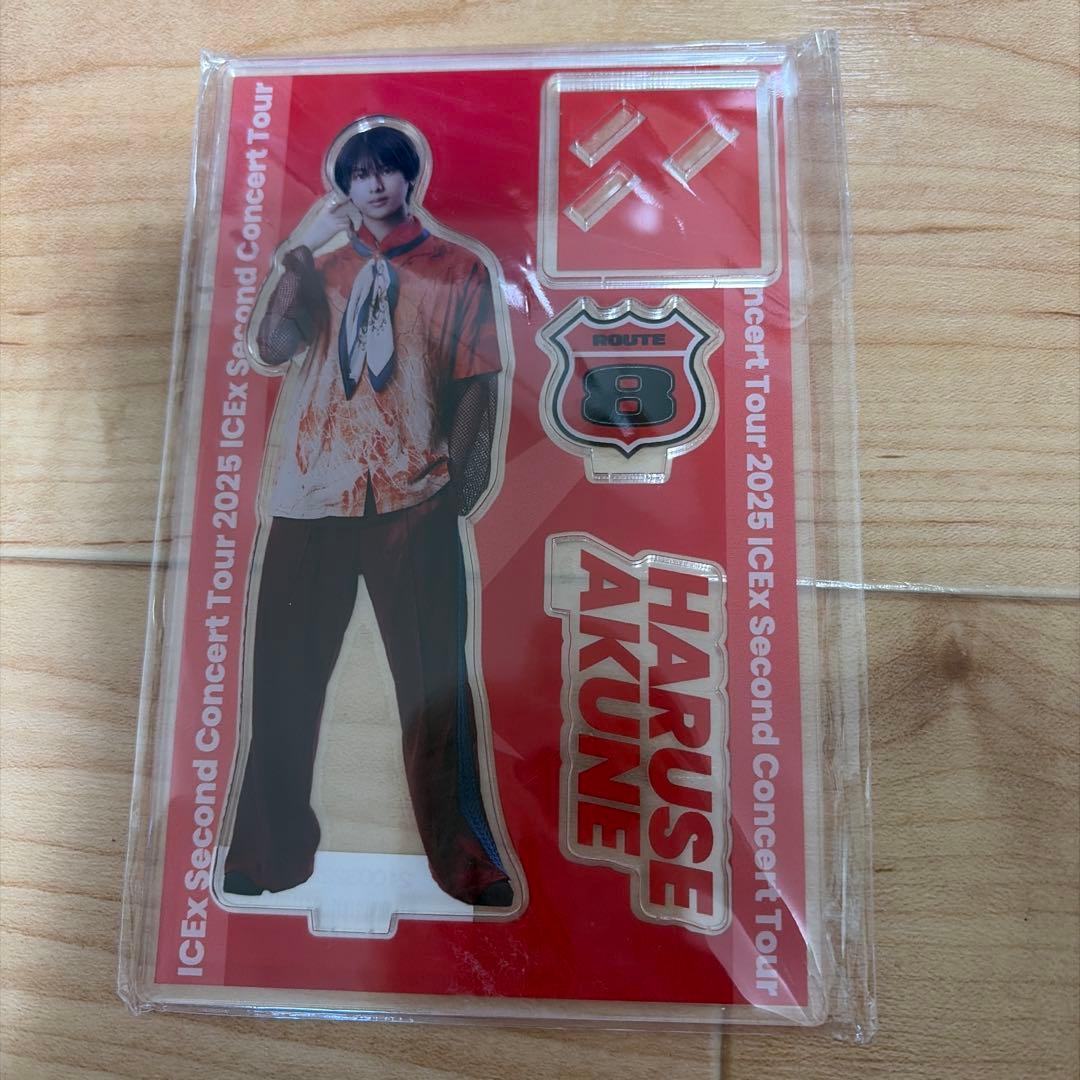 ICEx Second Concert Tour 2025 ICEx Second Concert Tour
ROUTE
8
HARUSE
AKUNE
ncert Tour 2025 ICEx Second Concert Tour